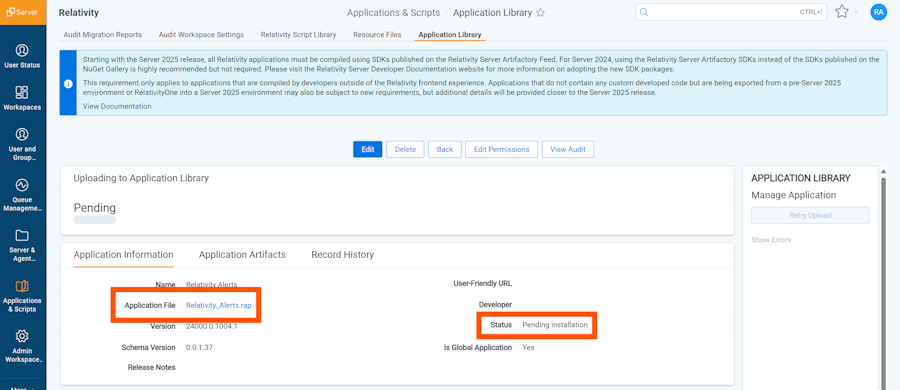 Server
Relativity
Applications & Scripts
Application Library
CTRL+/
RA
Audit Migration Reports
Audit Workspace Settings
Relativity Script Library
Resource Files
Application Library
Starting with the Server 2025 release, all Relativity applications must be compiled using SDKs published on the Relativity Server Artifactory Feed. For Server 2024, using the Relativity Server Artifactory SDKs instead of the SDKs published on the
NuGet Gallery is highly recommended but not required. Please visit the Relativity Server Developer Documentation website for more information on adopting the new SDK packages.
This requirement only applies to applications that are compiled by developers outside of the Relativity frontend experience. Applications that do not contain any custom developed code but are being exported from a pre-Server 2025
environment or RelativityOne into a Server 2025 environment may also be subject to new requirements, but additional details will be provided closer to the Server 2025 release.
View Documentation
User Status
Workspaces
User and
Group...
Queue
Manageme...
Server &
Agent...
Applications
& Scripts
Admin
Workspace...
More
Edit
Delete
Back
Edit Permissions
View Audit
Uploading to Application Library
Pending
Application Information
Application Artifacts
Record History
Name Relativity Alerts
Application File Relativity_Alerts.rap
Version 24000.0.1004.1
Schema Version 0.0.1.37
Release Notes
User-Friendly URL
Developer
Status Pending installation
Is Global Application Yes
APPLICATION LIBRARY
Manage Application
Retry Upload
Show Errors